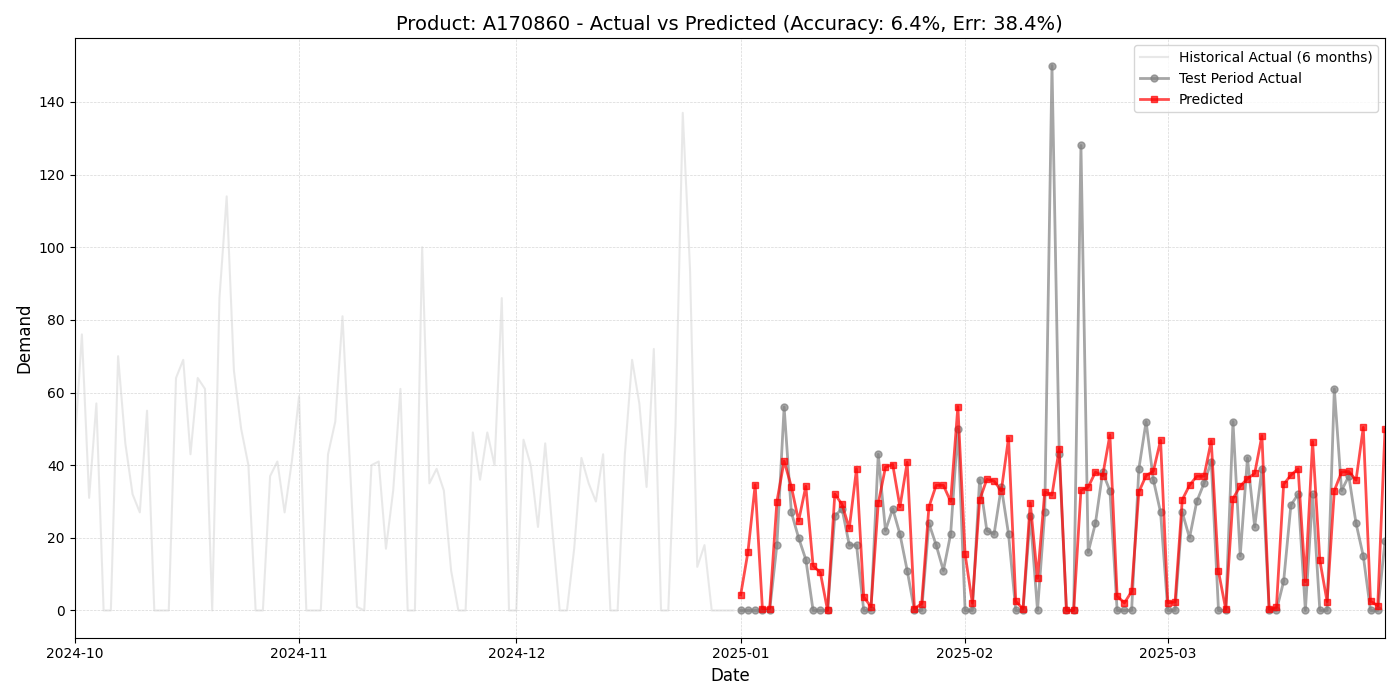 Product: A170860 - Actual vs Predicted (Accuracy: 6.4%, Err: 38.4%)
Historical Actual (6 months)
Test Period Actual
Predicted
140
120
100
80
60
40
20
0
Demand
2024-10
2024-11
2024-12
2025-01
2025-02
2025-03
Date